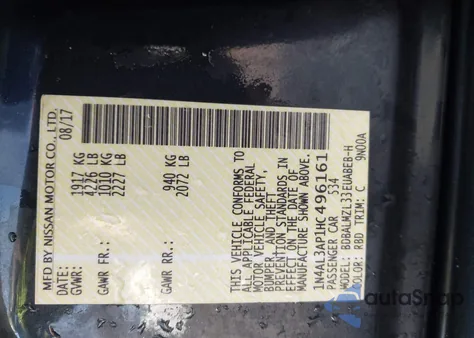 MFD BY NISSAN MOTOR CO., LTD.
DATE: 08/17
GVWR: 1917 KG
4226 LB
GAWR FR.: 1010 KG
2227 LB
GAWR RR.: 940 KG
2072 LB
THIS VEHICLE CONFORMS TO
ALL APPLICABLE FEDERAL
MOTOR VEHICLE SAFETY,
BUMPER, AND THEFT
PREVENTION STANDARDS
IN EFFECT ON THE DATE OF
MANUFACTURE SHOWN ABOVE.
1N4AL3AP1HC496161
PASSENGER CAR 534
MODEL: BDBALMZL33EUABEB-H
COLOR: RBD TRIM: C 9N00A
autoSnap